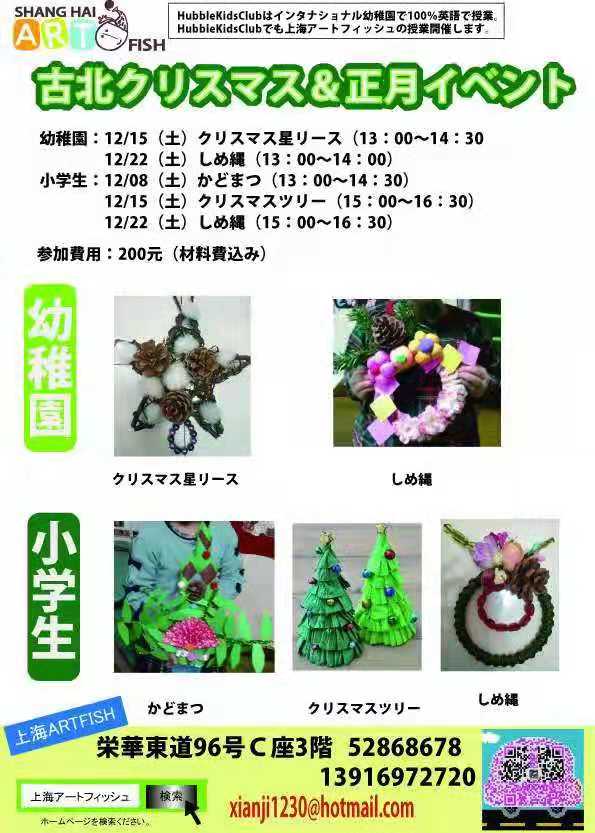 SHANG HAI
ART
FISH
HubbleKidsClubはインタナショナル幼稚園で100%英語で授業。
HubbleKidsClubでも上海アートフィッシュの授業開催します。
古北クリスマス＆正月イベント
幼稚園：12/15（土）クリスマス星リース（13：00〜14：30
12/22（土）しめ縄（13：00〜14：00）
小学生：12/08（土）かどまつ（13：00〜14：30）
12/15（土）クリスマスツリー（15：00〜16：30）
12/22（土）しめ縄（15：00〜16：30）
参加費用：200元（材料費込み）
幼稚園
クリスマス星リース
しめ縄
小学生
かどまつ
クリスマスツリー
しめ縄
上海ARTFISH
栄華東道96号Ｃ座3階 52868678
13916972720
上海アートフィッシュ 検索
xianji1230@hotmail.com
ホームページを検索ください。